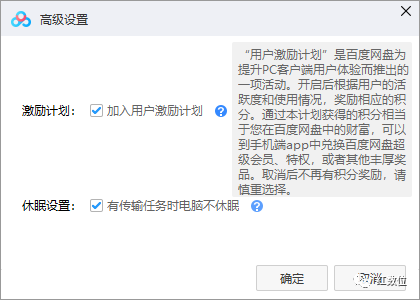 高级设置
"用户激励计划"是百度网盘为
提升PC客户端用户体验而推出的
一项活动。开启后根据用户的活
跃度和使用情况，奖励相应的积
分。通过本计划获得的积分相当
于您在百度网盘中的财富，可以
到手机端app中兑换百度网盘超
级会员、特权，或者其他丰厚奖
品。取消后不再有积分奖励，请
慎重选择。
激励计划： 加入用户激励计划 ?
休眠设置： 有传输任务时电脑不休眠 ?
确定 取消
红数位